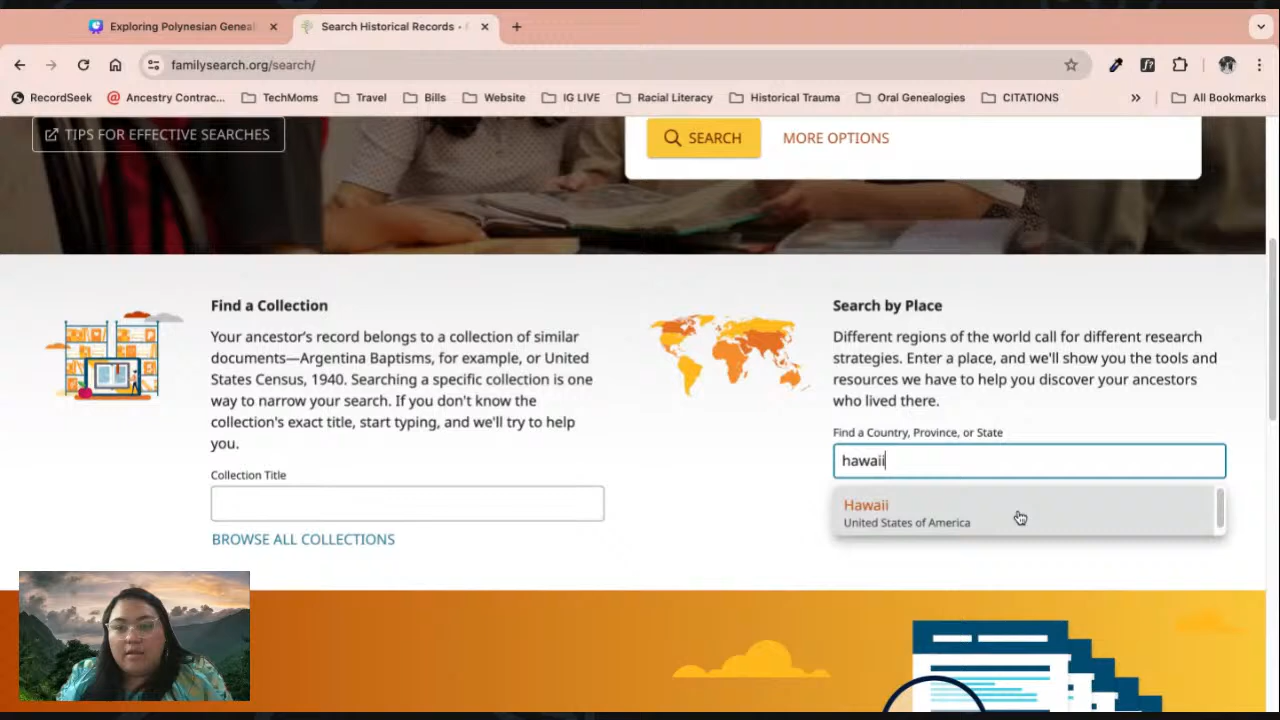 Exploring Polynesian Geneal
Search Historical Records -
familysearch.org/search/
RecordSeek
Ancestry Contrac...
TechMoms
Travel
Bills
Website
IG LIVE
Racial Literacy
Historical Trauma
Oral Genealogies
CITATIONS
All Bookmarks
TIPS FOR EFFECTIVE SEARCHES
SEARCH
MORE OPTIONS
Find a Collection
Your ancestor's record belongs to a collection of similar
documents—Argentina Baptisms, for example, or United
States Census, 1940. Searching a specific collection is one
way to narrow your search. If you don't know the
collection's exact title, start typing, and we'll try to help
you.
Collection Title
BROWSE ALL COLLECTIONS
Search by Place
Different regions of the world call for different research
strategies. Enter a place, and we'll show you the tools and
resources we have to help you discover your ancestors
who lived there.
Find a Country, Province, or State
hawaii
Hawaii
United States of America